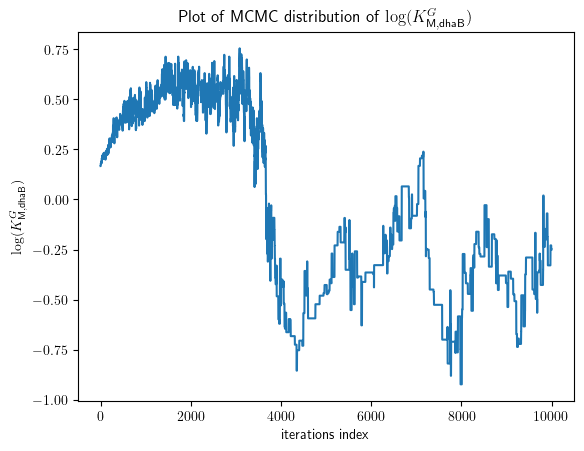 Plot of MCMC distribution of log(K^G_{M,dhaB})
0.75
0.50
0.25
0.00
−0.25
−0.50
−0.75
−1.00
log(K^G_{M,dhaB})
0 2000 4000 6000 8000 10000
iterations index